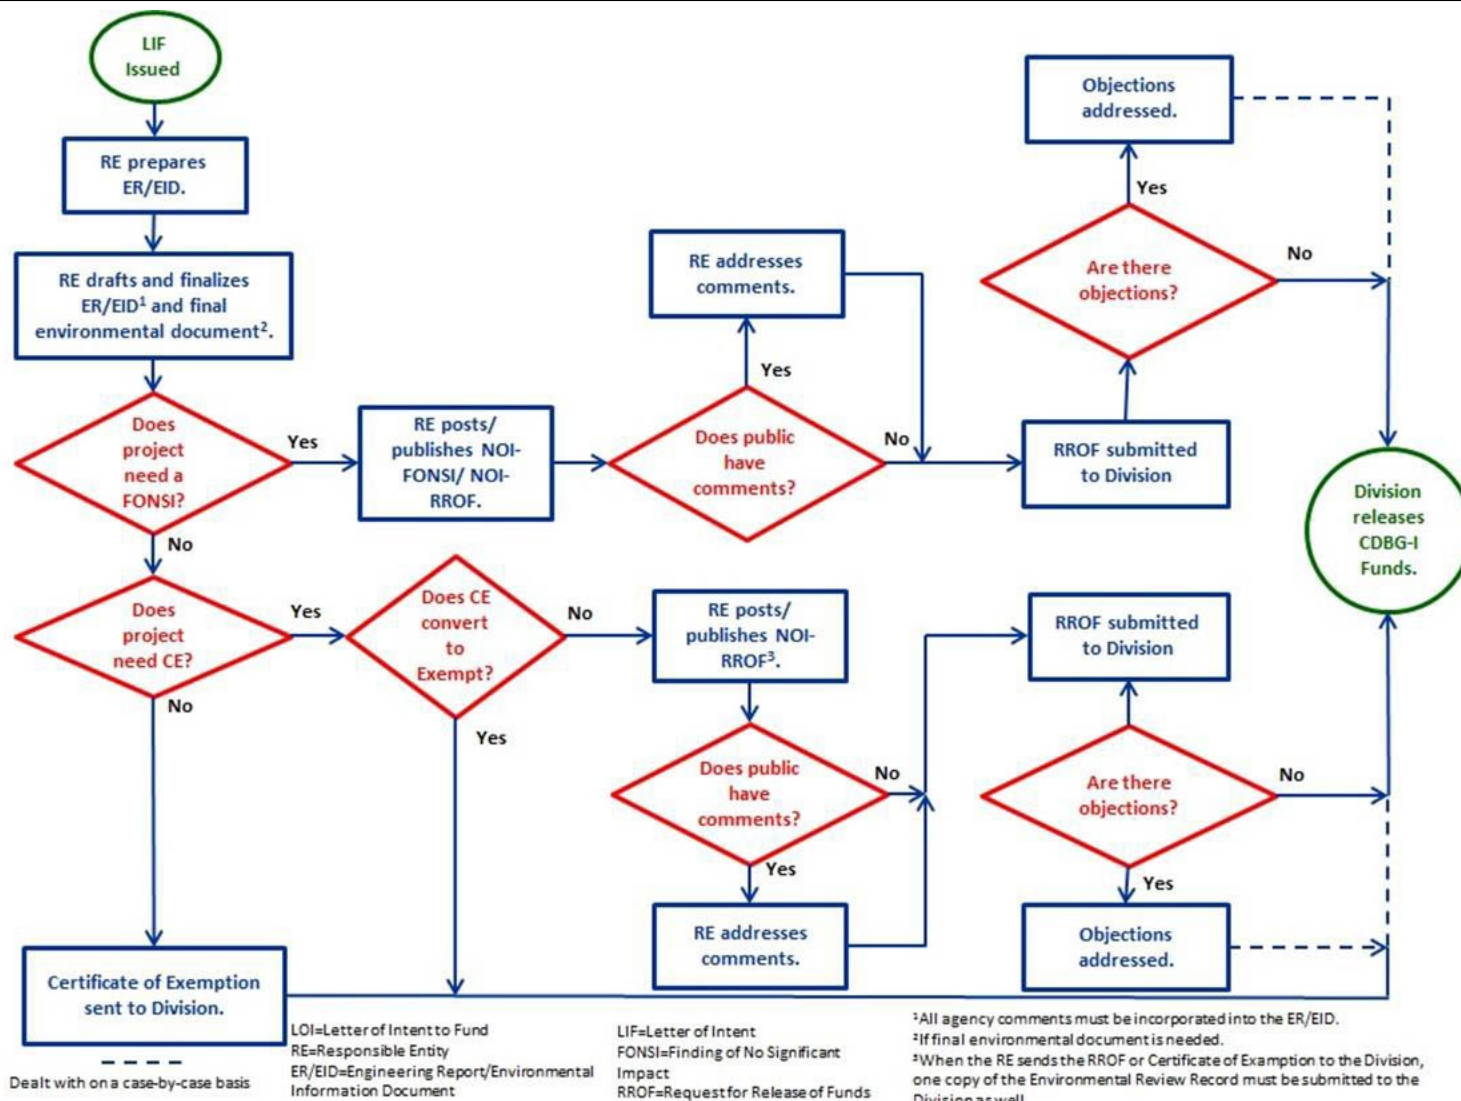 LIF
Issued
RE prepares
ER/EID.
RE drafts and finalizes
ER/EID¹ and final
environmental document².
Does
project
need a
FONSI?
Yes
No
RE posts/
publishes NOI-
FONSI/ NOI-
RROF.
Does public
have
comments?
Yes
No
RE addresses
comments.
RROF submitted
to Division
Are there
objections?
Yes
No
Objections
addressed.
Division
releases
CDBG-I
Funds.
Does
project
need CE?
Yes
No
Does CE
convert
to
Exempt?
No
Yes
RE posts/
publishes NOI-
RROF³.
Does public
have
comments?
No
Yes
RE addresses
comments.
RROF submitted
to Division
Are there
objections?
No
Yes
Objections
addressed.
Certificate of Exemption
sent to Division.
Dealt with on a case-by-case basis
LOI=Letter of Intent to Fund
RE=Responsible Entity
ER/EID=Engineering Report/Environmental
Information Document
LIF=Letter of Intent
FONSI=Finding of No Significant
Impact
RROF=Request for Release of Funds
¹All agency comments must be incorporated into the ER/EID.
²If final environmental document is needed.
³When the RE sends the RROF or Certificate of Examption to the Division,
one copy of the Environmental Review Record must be submitted to the
Division as well.